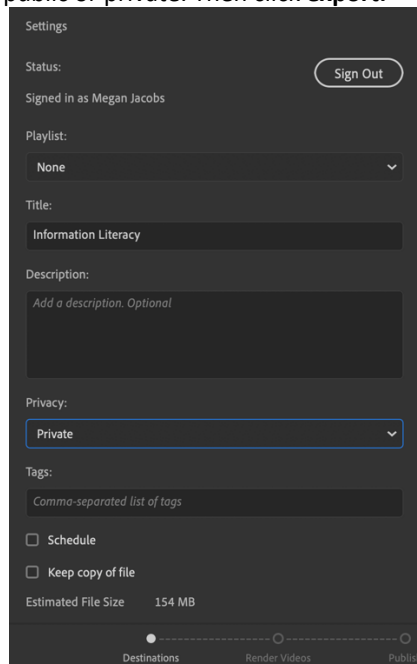 public or private. Then click export.
Settings
Status:
Sign Out
Signed in as Megan Jacobs
Playlist:
None
Title:
Information Literacy
Description:
Add a description. Optional
Privacy:
Private
Tags:
Comma-separated list of tags
Schedule
Keep copy of file
Estimated File Size 154 MB
Destinations Render Videos